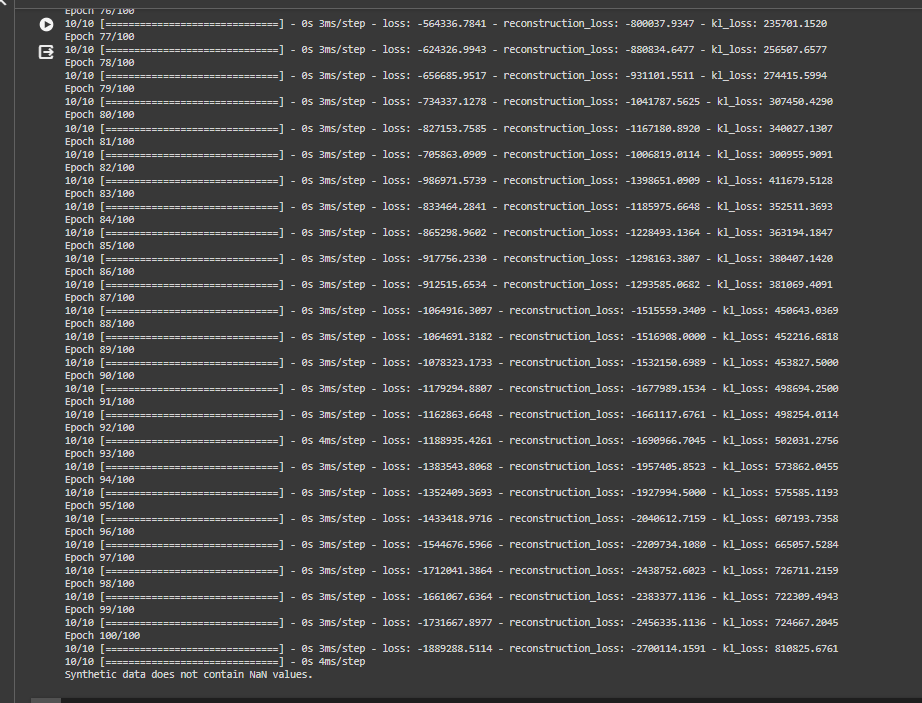 Epoch 76/100
10/10 [==============================] - 0s 3ms/step - loss: -564336.7841 - reconstruction_loss: -800037.9347 - kl_loss: 235701.1520
Epoch 77/100
10/10 [==============================] - 0s 3ms/step - loss: -624326.9943 - reconstruction_loss: -880834.6477 - kl_loss: 256507.6577
Epoch 78/100
10/10 [==============================] - 0s 3ms/step - loss: -656685.9517 - reconstruction_loss: -931101.5511 - kl_loss: 274415.5994
Epoch 79/100
10/10 [==============================] - 0s 3ms/step - loss: -734337.1278 - reconstruction_loss: -1041787.5625 - kl_loss: 307450.4290
Epoch 80/100
10/10 [==============================] - 0s 3ms/step - loss: -827153.7585 - reconstruction_loss: -1167180.8920 - kl_loss: 340027.1307
Epoch 81/100
10/10 [==============================] - 0s 3ms/step - loss: -705863.0909 - reconstruction_loss: -1006819.0114 - kl_loss: 300955.9091
Epoch 82/100
10/10 [==============================] - 0s 3ms/step - loss: -986971.5739 - reconstruction_loss: -1398651.0909 - kl_loss: 411679.5128
Epoch 83/100
10/10 [==============================] - 0s 3ms/step - loss: -833464.2841 - reconstruction_loss: -1185975.6648 - kl_loss: 352511.3693
Epoch 84/100
10/10 [==============================] - 0s 3ms/step - loss: -865298.9602 - reconstruction_loss: -1228493.1364 - kl_loss: 363194.1847
Epoch 85/100
10/10 [==============================] - 0s 3ms/step - loss: -917756.2330 - reconstruction_loss: -1298163.3807 - kl_loss: 380407.1420
Epoch 86/100
10/10 [==============================] - 0s 3ms/step - loss: -912515.6534 - reconstruction_loss: -1293585.0682 - kl_loss: 381069.4091
Epoch 87/100
10/10 [==============================] - 0s 3ms/step - loss: -1064916.3097 - reconstruction_loss: -1515559.3409 - kl_loss: 450643.0369
Epoch 88/100
10/10 [==============================] - 0s 3ms/step - loss: -1064691.3182 - reconstruction_loss: -1516908.0000 - kl_loss: 452216.6818
Epoch 89/100
10/10 [==============================] - 0s 3ms/step - loss: -1078323.1733 - reconstruction_loss: -1532150.6989 - kl_loss: 453827.5000
Epoch 90/100
10/10 [==============================] - 0s 3ms/step - loss: -1179294.8807 - reconstruction_loss: -1677989.1534 - kl_loss: 498694.2500
Epoch 91/100
10/10 [==============================] - 0s 3ms/step - loss: -1162863.6648 - reconstruction_loss: -1661117.6761 - kl_loss: 498254.0114
Epoch 92/100
10/10 [==============================] - 0s 4ms/step - loss: -1188935.4261 - reconstruction_loss: -1690966.7045 - kl_loss: 502031.2756
Epoch 93/100
10/10 [==============================] - 0s 3ms/step - loss: -1383543.8068 - reconstruction_loss: -1957405.8523 - kl_loss: 573862.0455
Epoch 94/100
10/10 [==============================] - 0s 3ms/step - loss: -1352409.3693 - reconstruction_loss: -1927994.5000 - kl_loss: 575585.1193
Epoch 95/100
10/10 [==============================] - 0s 3ms/step - loss: -1433418.9716 - reconstruction_loss: -2040612.7159 - kl_loss: 607193.7358
Epoch 96/100
10/10 [==============================] - 0s 3ms/step - loss: -1544676.5966 - reconstruction_loss: -2209734.1080 - kl_loss: 665057.5284
Epoch 97/100
10/10 [==============================] - 0s 3ms/step - loss: -1712041.3864 - reconstruction_loss: -2438752.6023 - kl_loss: 726711.2159
Epoch 98/100
10/10 [==============================] - 0s 3ms/step - loss: -1661067.6364 - reconstruction_loss: -2383377.1136 - kl_loss: 722309.4943
Epoch 99/100
10/10 [==============================] - 0s 3ms/step - loss: -1731667.8977 - reconstruction_loss: -2456335.1136 - kl_loss: 724667.2045
Epoch 100/100
10/10 [==============================] - 0s 3ms/step - loss: -1889288.5114 - reconstruction_loss: -2700114.1591 - kl_loss: 810825.6761
10/10 [==============================] - 0s 4ms/step
Synthetic data does not contain NaN values.